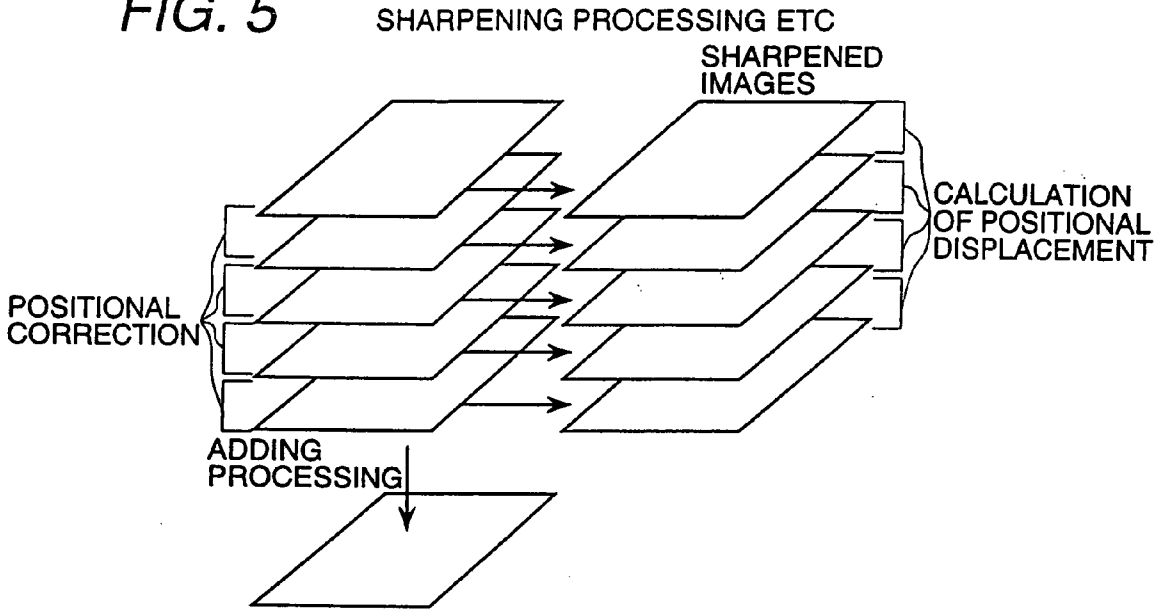 FIG. 5
SHARPENING PROCESSING ETC
SHARPENED
IMAGES
CALCULATION
OF POSITIONAL
DISPLACEMENT
POSITIONAL
CORRECTION
ADDING
PROCESSING